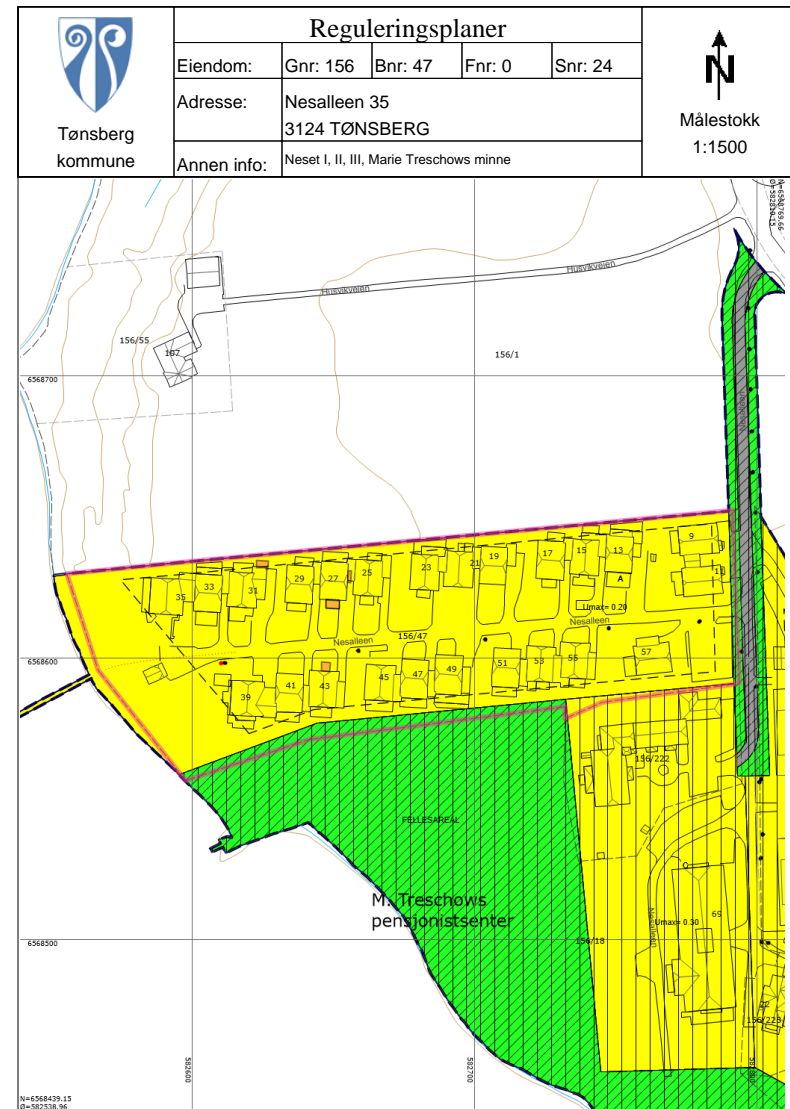 Reguleringsplaner
Eiendom: Gnr: 156 Bnr: 47 Fnr: 0 Snr: 24
Adresse: Nesalleen 35
3124 TØNSBERG
Annen info: Neset I, II, III, Marie Treschows minne
Tønsberg
kommune
N
Målestokk
1:1500
Husvikveien
Husvikveien
156/55
107
156/1
6568700
Nesalleen
9
11
13
15
17
19
21
23
25
27
29
31
33
35
A
Umax= 0.20
Nesalleen
Nesalleen
156/47
6568600
57
55
53
51
49
47
45
43
41
39
156/222
FELLESAREAL
M. Treschows
pensjonistsenter
C
Umax= 0.30
69
Nesalleen
6568500
156/18
22
156/223
582600
582700
N=6568439.15
Ø=582538.96